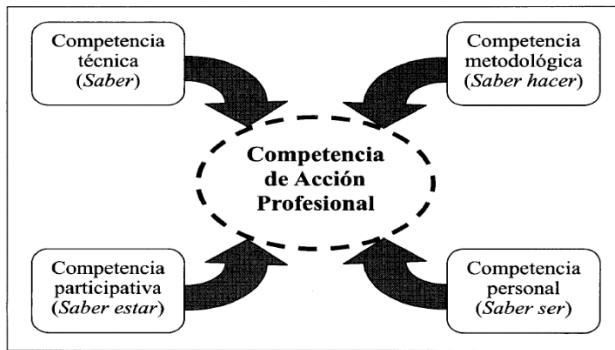 Competencia
técnica
(Saber)
Competencia
metodológica
(Saber hacer)
Competencia
de Acción
Profesional
Competencia
participativa
(Saber estar)
Competencia
personal
(Saber ser)